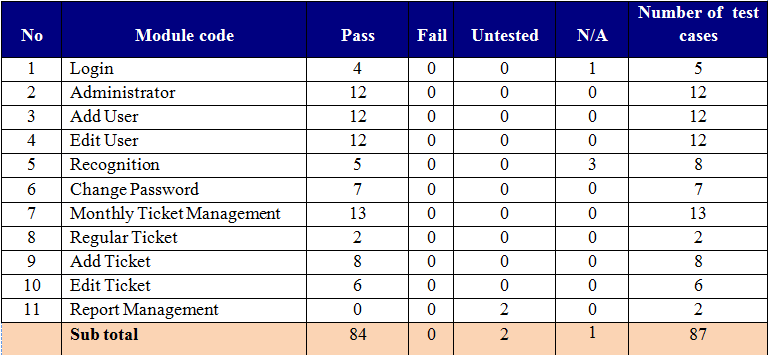 No Module code Pass Fail Untested N/A Number of test cases
1 Login 4 0 0 1 5
2 Administrator 12 0 0 0 12
3 Add User 12 0 0 0 12
4 Edit User 12 0 0 0 12
5 Recognition 5 0 0 3 8
6 Change Password 7 0 0 0 7
7 Monthly Ticket Management 13 0 0 0 13
8 Regular Ticket 2 0 0 0 2
9 Add Ticket 8 0 0 0 8
10 Edit Ticket 6 0 0 0 6
11 Report Management 0 0 2 0 2
Sub total 84 0 2 1 87